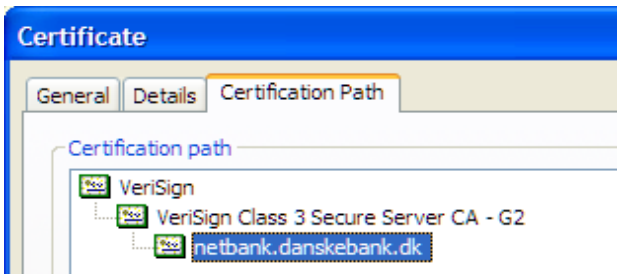 Certificate
General Details Certification Path
Certification path
VeriSign
VeriSign Class 3 Secure Server CA - G2
netbank.danskebank.dk